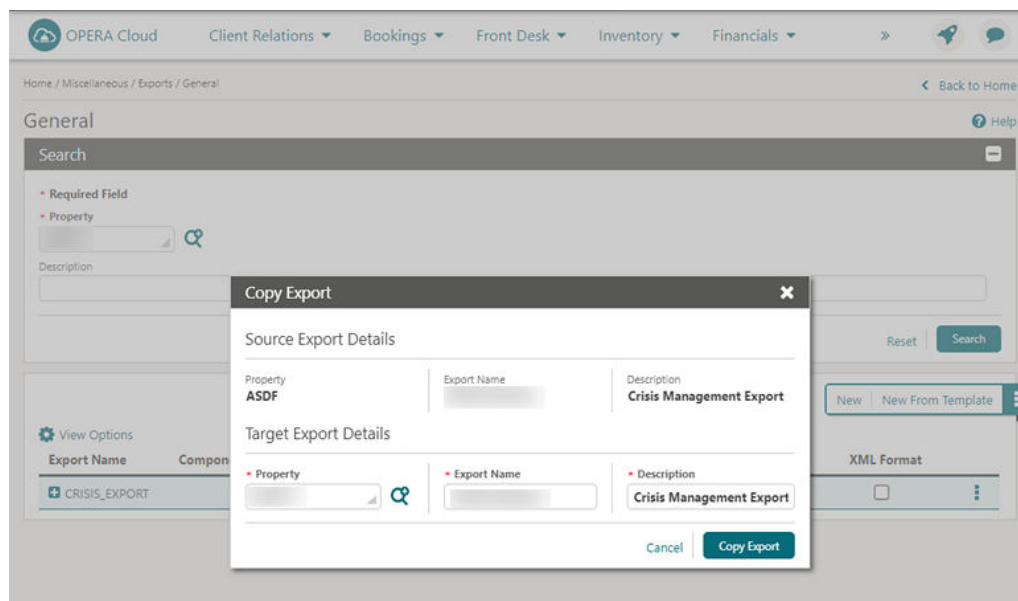 OPERA Cloud Client Relations Bookings Front Desk Inventory Financials »
Home / Miscellaneous / Exports / General Back to Home
General Help
Search
* Required Field
* Property
Description
Copy Export
Source Export Details
Reset Search
Property Export Name Description
ASDF Crisis Management Export
New New From Template
View Options
Target Export Details
Export Name XML Format
* Property * Export Name * Description
CRISIS_EXPORT
Crisis Management Export
Cancel Copy Export